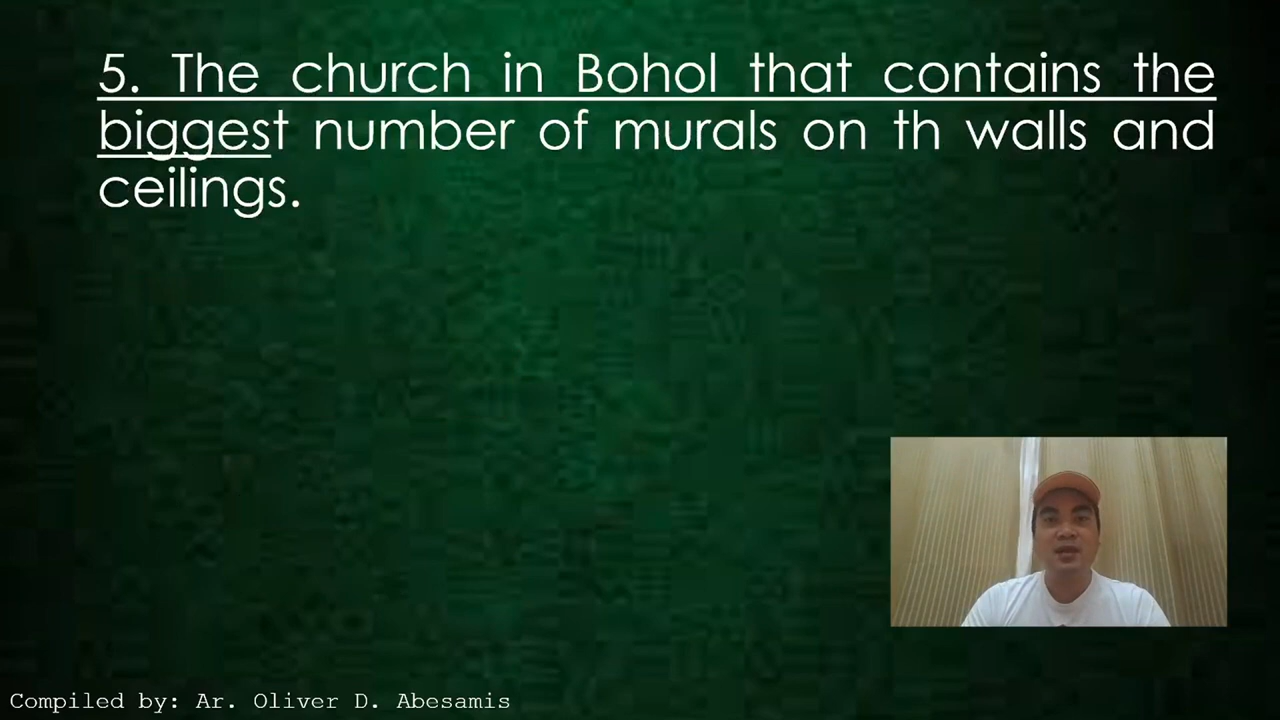 5. The church in Bohol that contains the
biggest number of murals on th walls and
ceilings.
Compiled by: Ar. Oliver D. Abesamis